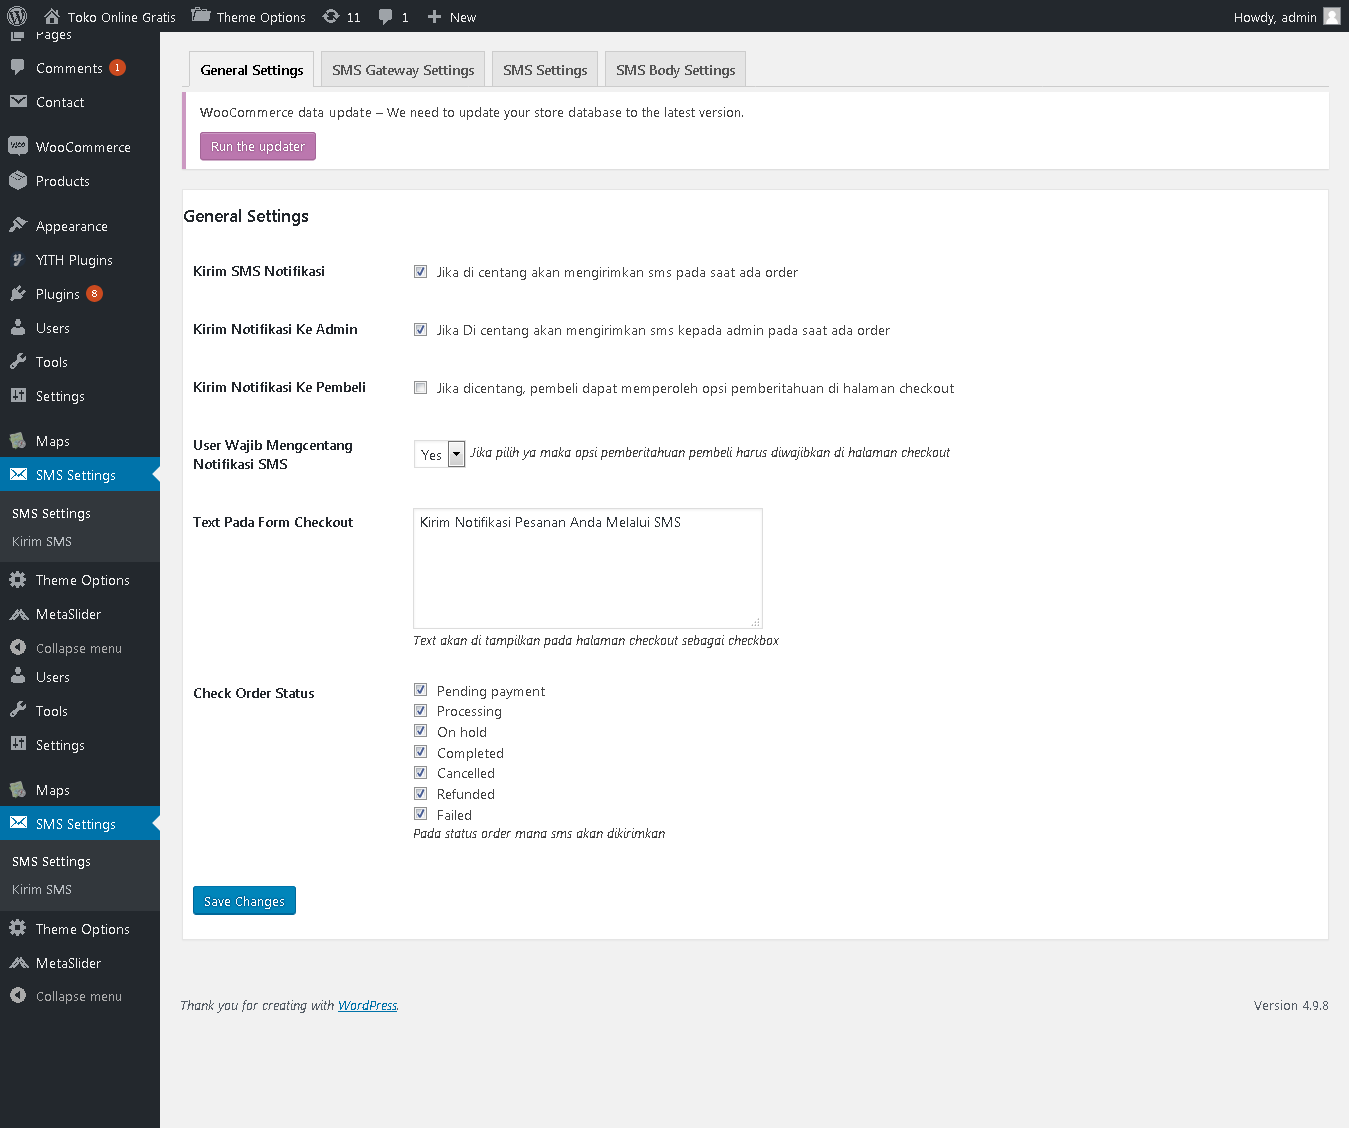 Toko Online Gratis Theme Options 11 1 New Howdy, admin
Pages
Comments 1
Contact
WooCommerce
Products
Appearance
YITH Plugins
Plugins 8
Users
Tools
Settings
Maps
SMS Settings
SMS Settings
Kirim SMS
Theme Options
MetaSlider
Collapse menu
Users
Tools
Settings
Maps
SMS Settings
SMS Settings
Kirim SMS
Theme Options
MetaSlider
Collapse menu
General Settings SMS Gateway Settings SMS Settings SMS Body Settings
WooCommerce data update – We need to update your store database to the latest version.
Run the updater
General Settings
Kirim SMS Notifikasi Jika di centang akan mengirimkan sms pada saat ada order
Kirim Notifikasi Ke Admin Jika Di centang akan mengirimkan sms kepada admin pada saat ada order
Kirim Notifikasi Ke Pembeli Jika dicentang, pembeli dapat memperoleh opsi pemberitahuan di halaman checkout
User Wajib Mengcentang
Notifikasi SMS
Yes Jika pilih ya maka opsi pemberitahuan pembeli harus diwajibkan di halaman checkout
Text Pada Form Checkout Kirim Notifikasi Pesanan Anda Melalui SMS
Text akan di tampilkan pada halaman checkout sebagai checkbox
Check Order Status Pending payment
Processing
On hold
Completed
Cancelled
Refunded
Failed
Pada status order mana sms akan dikirimkan
Save Changes
Thank you for creating with WordPress. Version 4.9.8